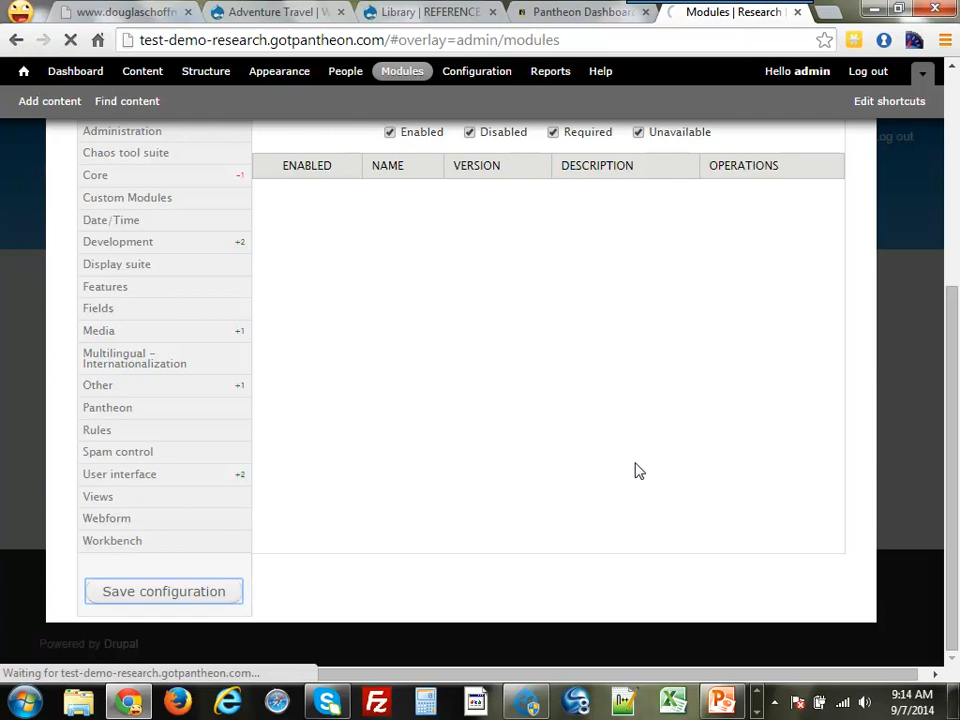 www.douglaschoffn
Adventure Travel | W
Library | REFERENCE
Pantheon Dashboard
Modules | Research
test-demo-research.gotpantheon.com/#overlay=admin/modules
Dashboard Content Structure Appearance People Modules Configuration Reports Help Hello admin Log out
Add content Find content Edit shortcuts
Log out
Enabled Disabled Required Unavailable
ENABLED NAME VERSION DESCRIPTION OPERATIONS
Administration
Chaos tool suite
Core -1
Custom Modules
Date/Time
Development +2
Display suite
Features
Fields
Media +1
Multilingual -
Internationalization
Other +1
Pantheon
Rules
Spam control
User interface +2
Views
Webform
Workbench
Save configuration
Powered by Drupal
Waiting for test-demo-research.gotpantheon.com...
9:14 AM
9/7/2014